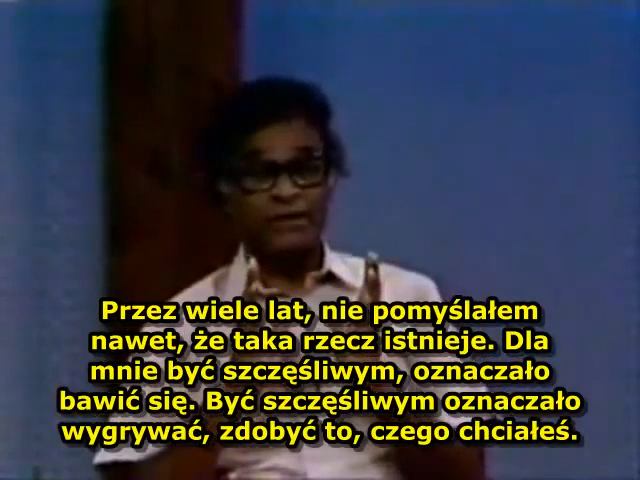 Przez wiele lat, nie pomyślałem
nawet, że taka rzecz istnieje. Dla
mnie być szczęśliwym, oznaczało
bawić się. Być szczęśliwym oznaczało
wygrywać, zdobyć to, czego chciałeś.